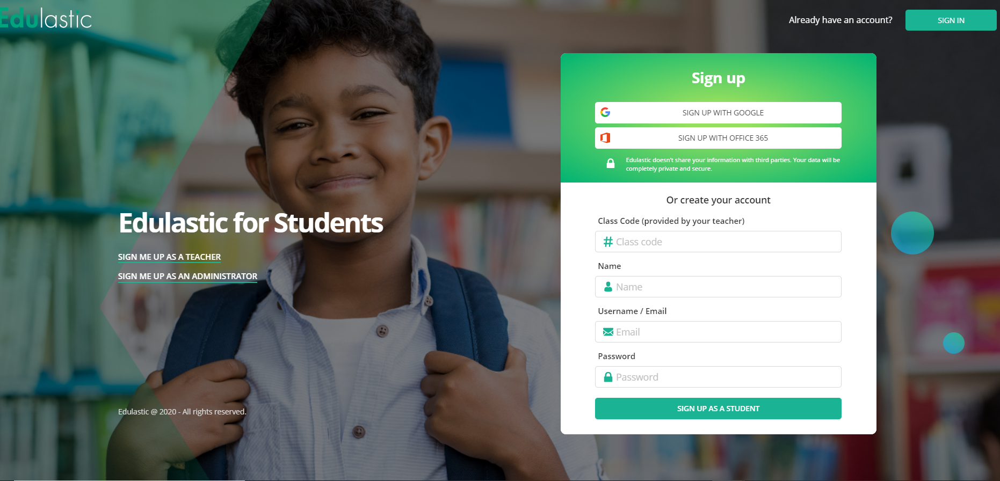 Edulastic
Already have an account?
SIGN IN
Sign up
SIGN UP WITH GOOGLE
SIGN UP WITH OFFICE 365
Edulastic doesn't share your information with third parties. Your data will be
completely private and secure.
Or create your account
Class Code (provided by your teacher)
# Class code
Name
Name
Username / Email
Email
Password
Password
SIGN UP AS A STUDENT
Edulastic for Students
SIGN ME UP AS A TEACHER
SIGN ME UP AS AN ADMINISTRATOR
Edulastic @ 2020 - All rights reserved.